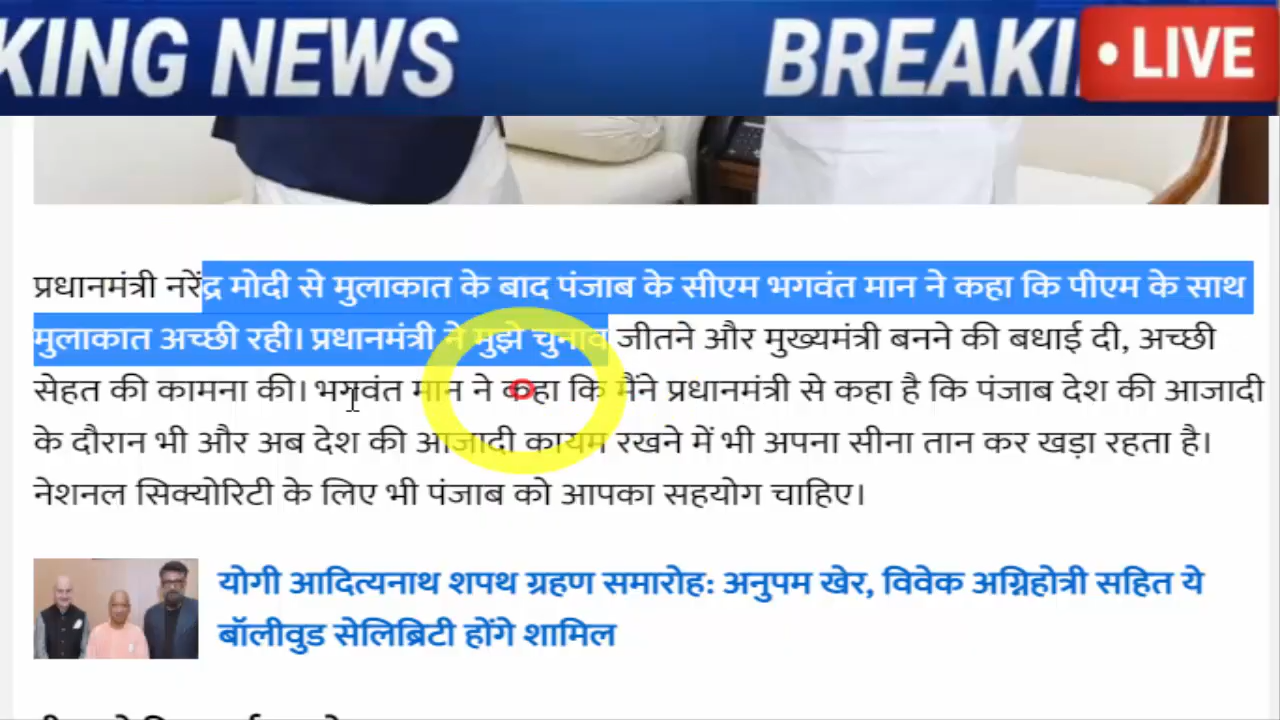 KING NEWS BREAKI • LIVE
प्रधानमंत्री नरेंद्र मोदी से मुलाकात के बाद पंजाब के सीएम भगवंत मान ने कहा कि पीएम के साथ
मुलाकात अच्छी रही। प्रधानमंत्री ने मुझे चुनाव जीतने और मुख्यमंत्री बनने की बधाई दी, अच्छी
सेहत की कामना की। भगवंत मान ने कहा कि मैंने प्रधानमंत्री से कहा है कि पंजाब देश की आजादी
के दौरान भी और अब देश की आजादी कायम रखने में भी अपना सीना तान कर खड़ा रहता है।
नेशनल सिक्योरिटी के लिए भी पंजाब को आपका सहयोग चाहिए।
योगी आदित्यनाथ शपथ ग्रहण समारोह: अनुपम खेर, विवेक अग्निहोत्री सहित ये
बॉलीवुड सेलिब्रिटी होंगे शामिल